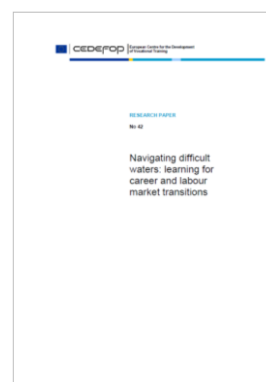 CEDEFOP
European Centre for the Development
of Vocational Training
RESEARCH PAPER
No 42
Navigating difficult
waters: learning for
career and labour
market transitions